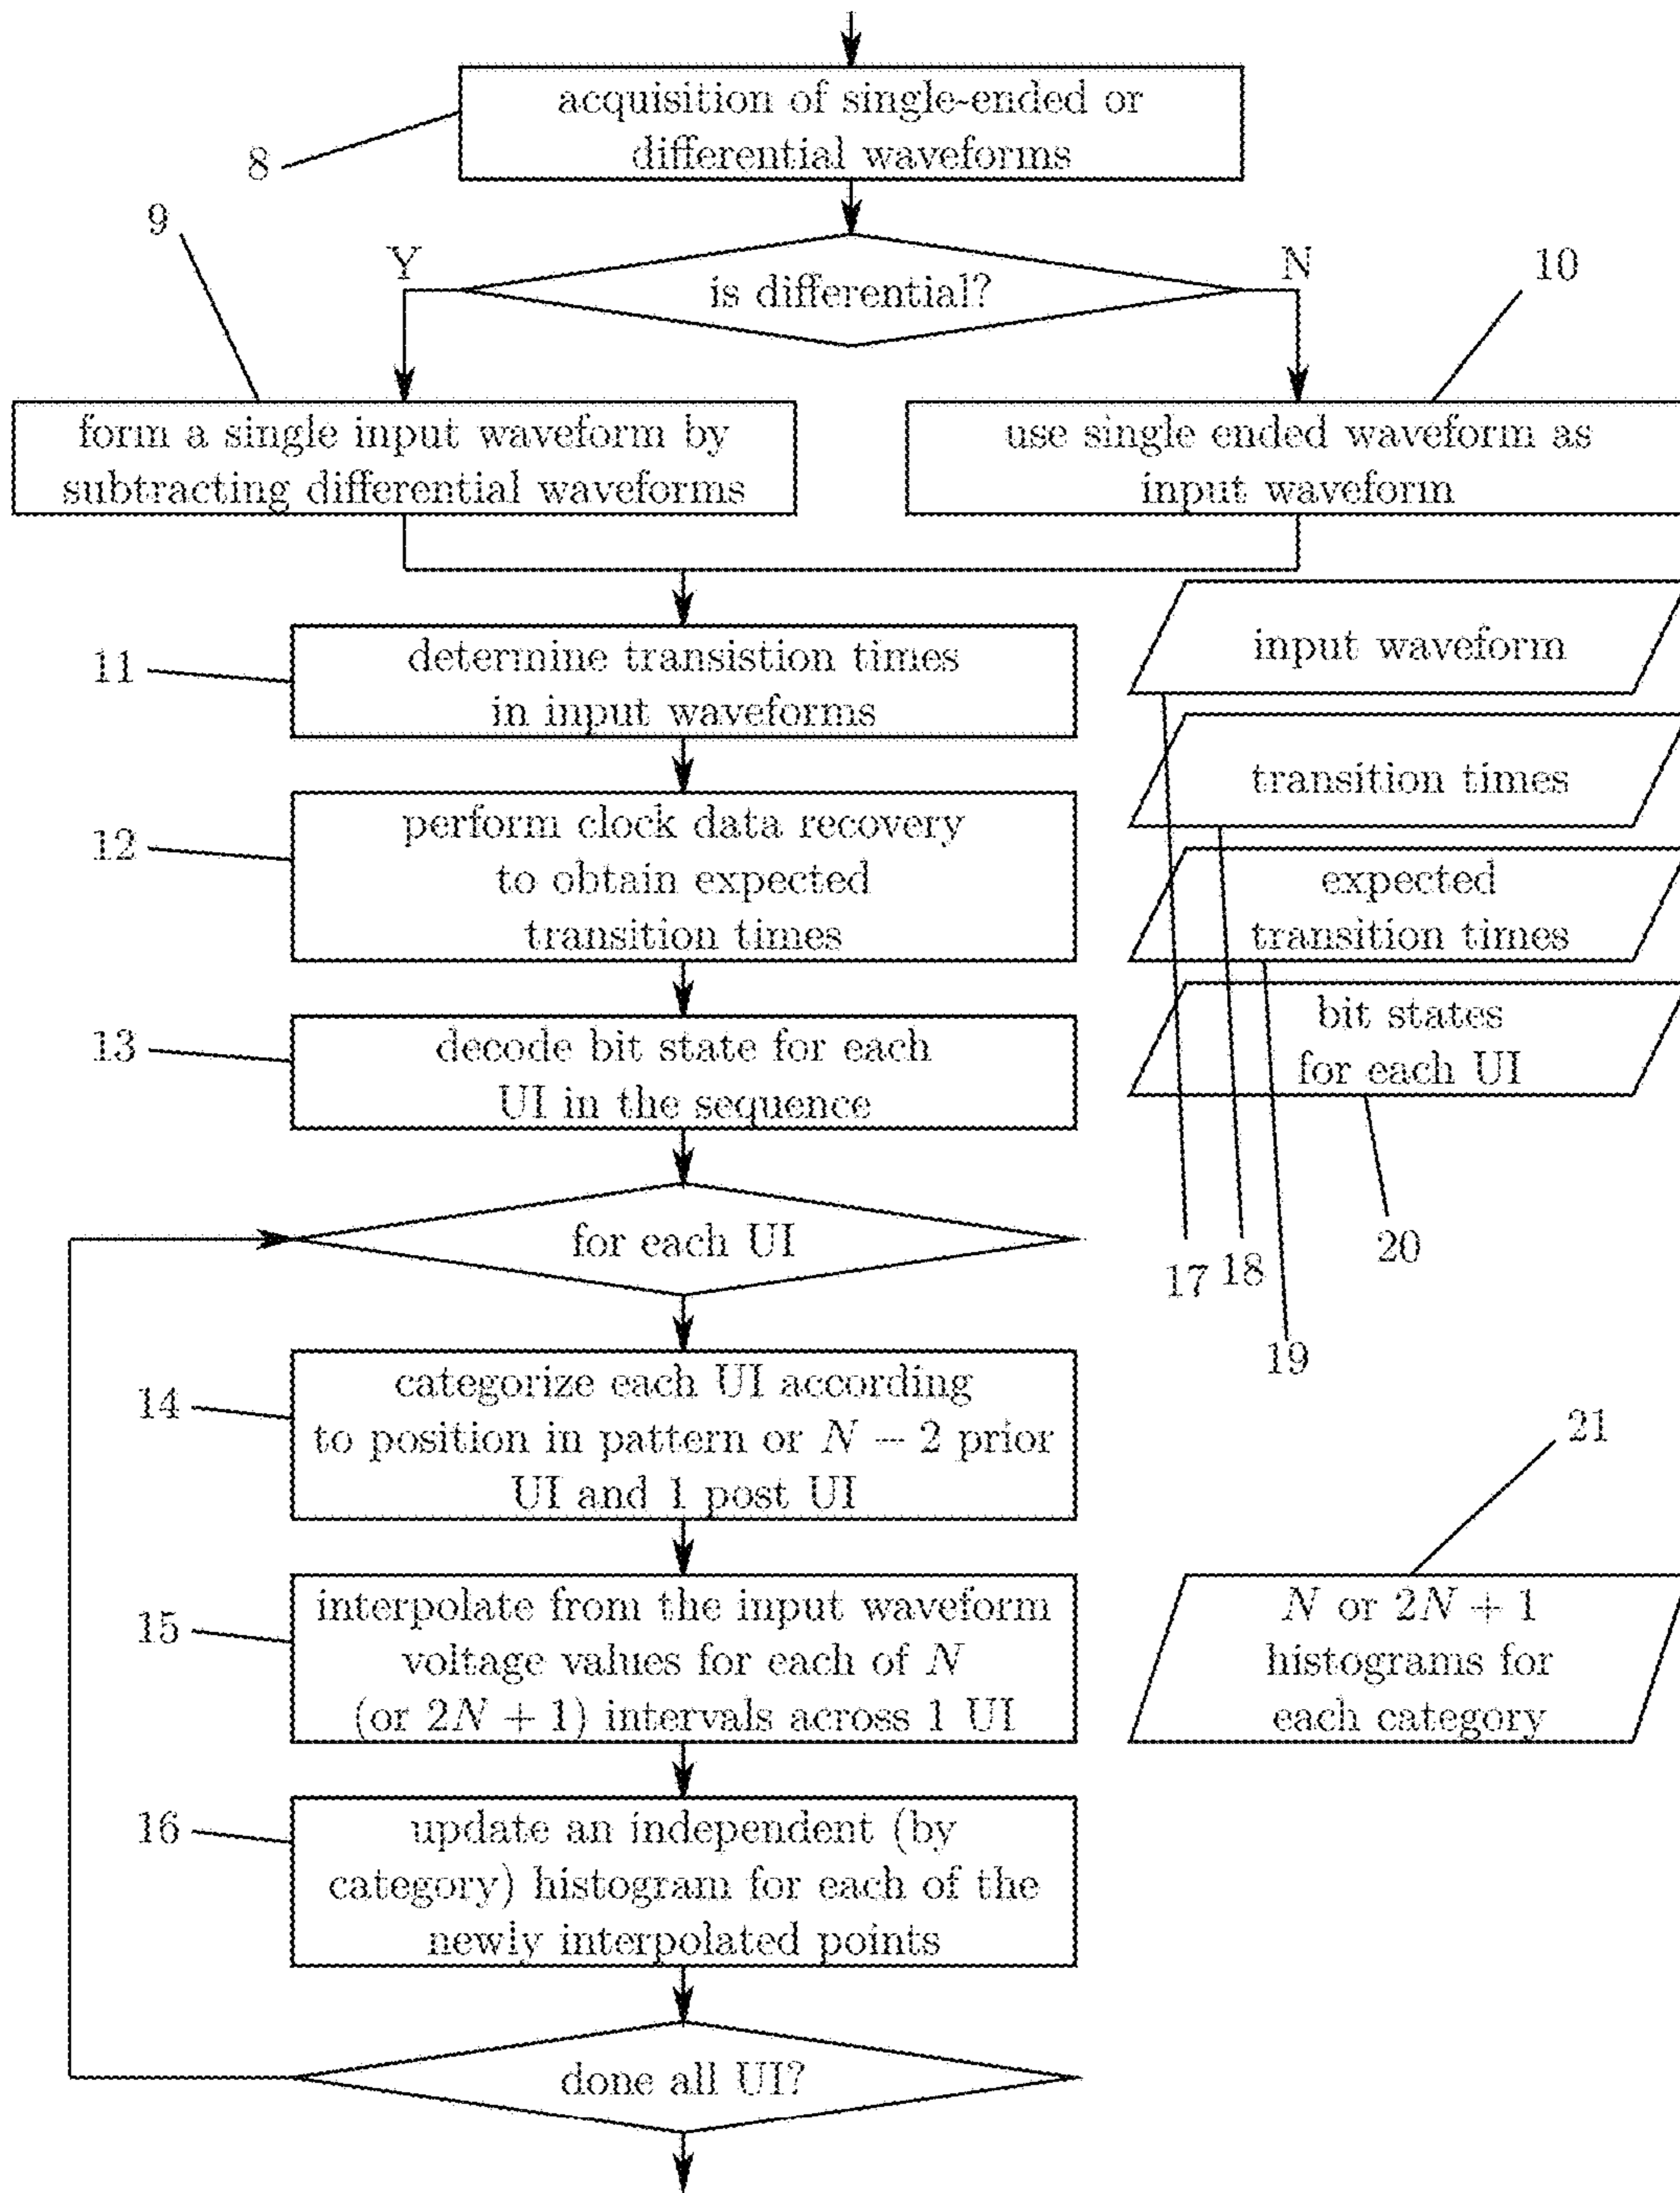 acquisition of single-ended or
differential waveforms
8
9
Y
N
10
is differential?
form a single input waveform by
subtracting differential waveforms
use single ended waveform as
input waveform
11
determine transistion times
in input waveforms
input waveform
transition times
12
perform clock data recovery
to obtain expected
transition times
expected
transition times
13
decode bit state for each
UI in the sequence
bit states
for each UI
for each UI
17
18
19
20
14
categorize each UI according
to position in pattern or N − 2 prior
UI and 1 post UI
21
15
interpolate from the input waveform
voltage values for each of N
(or 2N + 1) intervals across 1 UI
N or 2N + 1
histograms for
each category
16
update an independent (by
category) histogram for each of the
newly interpolated points
done all UI?